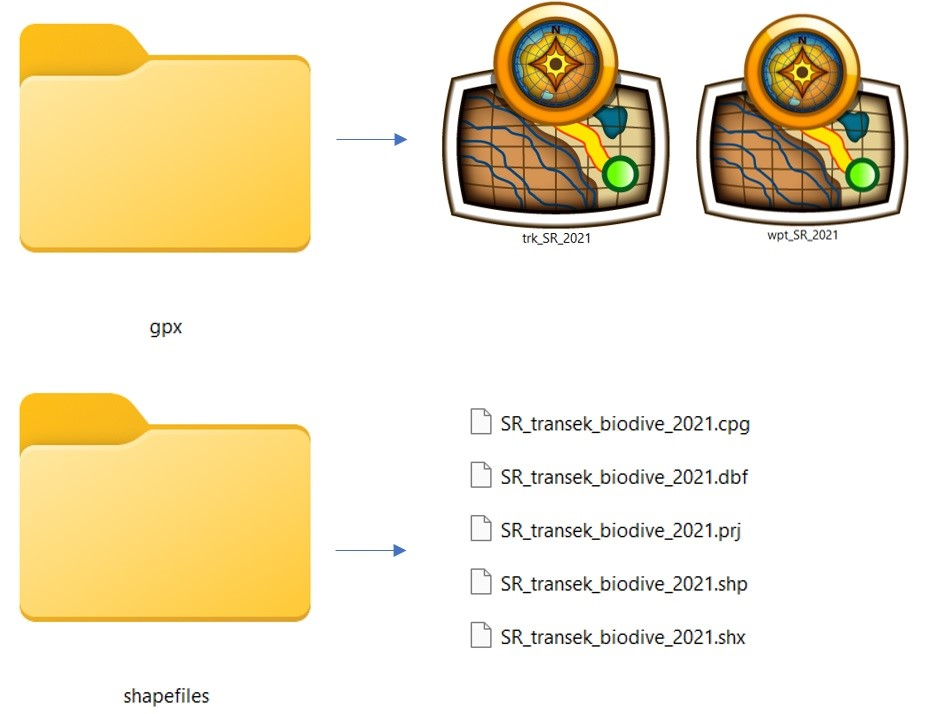 N
N
trk_SR_2021
wpt_SR_2021
gpx
SR_transek_biodive_2021.cpg
SR_transek_biodive_2021.dbf
SR_transek_biodive_2021.prj
SR_transek_biodive_2021.shp
SR_transek_biodive_2021.shx
shapefiles